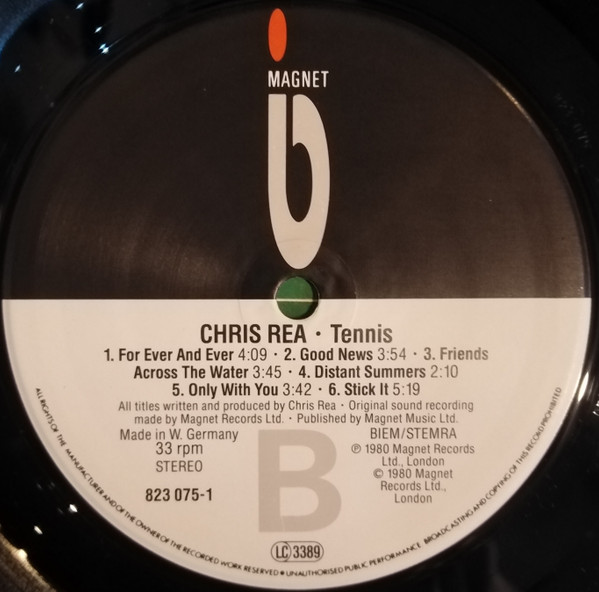 MAGNET
CHRIS REA · Tennis
1. For Ever And Ever 4:09 · 2. Good News 3:54 · 3. Friends
Across The Water 3:45 · 4. Distant Summers 2:10
5. Only With You 3:42 · 6. Stick It 5:19
All titles written and produced by Chris Rea · Original sound recording
made by Magnet Records Ltd. · Published by Magnet Music Ltd.
Made in W. Germany
33 rpm
STEREO
823 075-1
B
BIEM/STEMRA
℗ 1980 Magnet Records
Ltd., London
© 1980 Magnet
Records Ltd.,
London
LC 3389
ALL RIGHTS OF THE MANUFACTURER AND OF THE OWNER OF THE RECORDED WORK RESERVED • UNAUTHORISED PUBLIC PERFORMANCE BROADCASTING AND COPYING OF THIS RECORD PROHIBITED